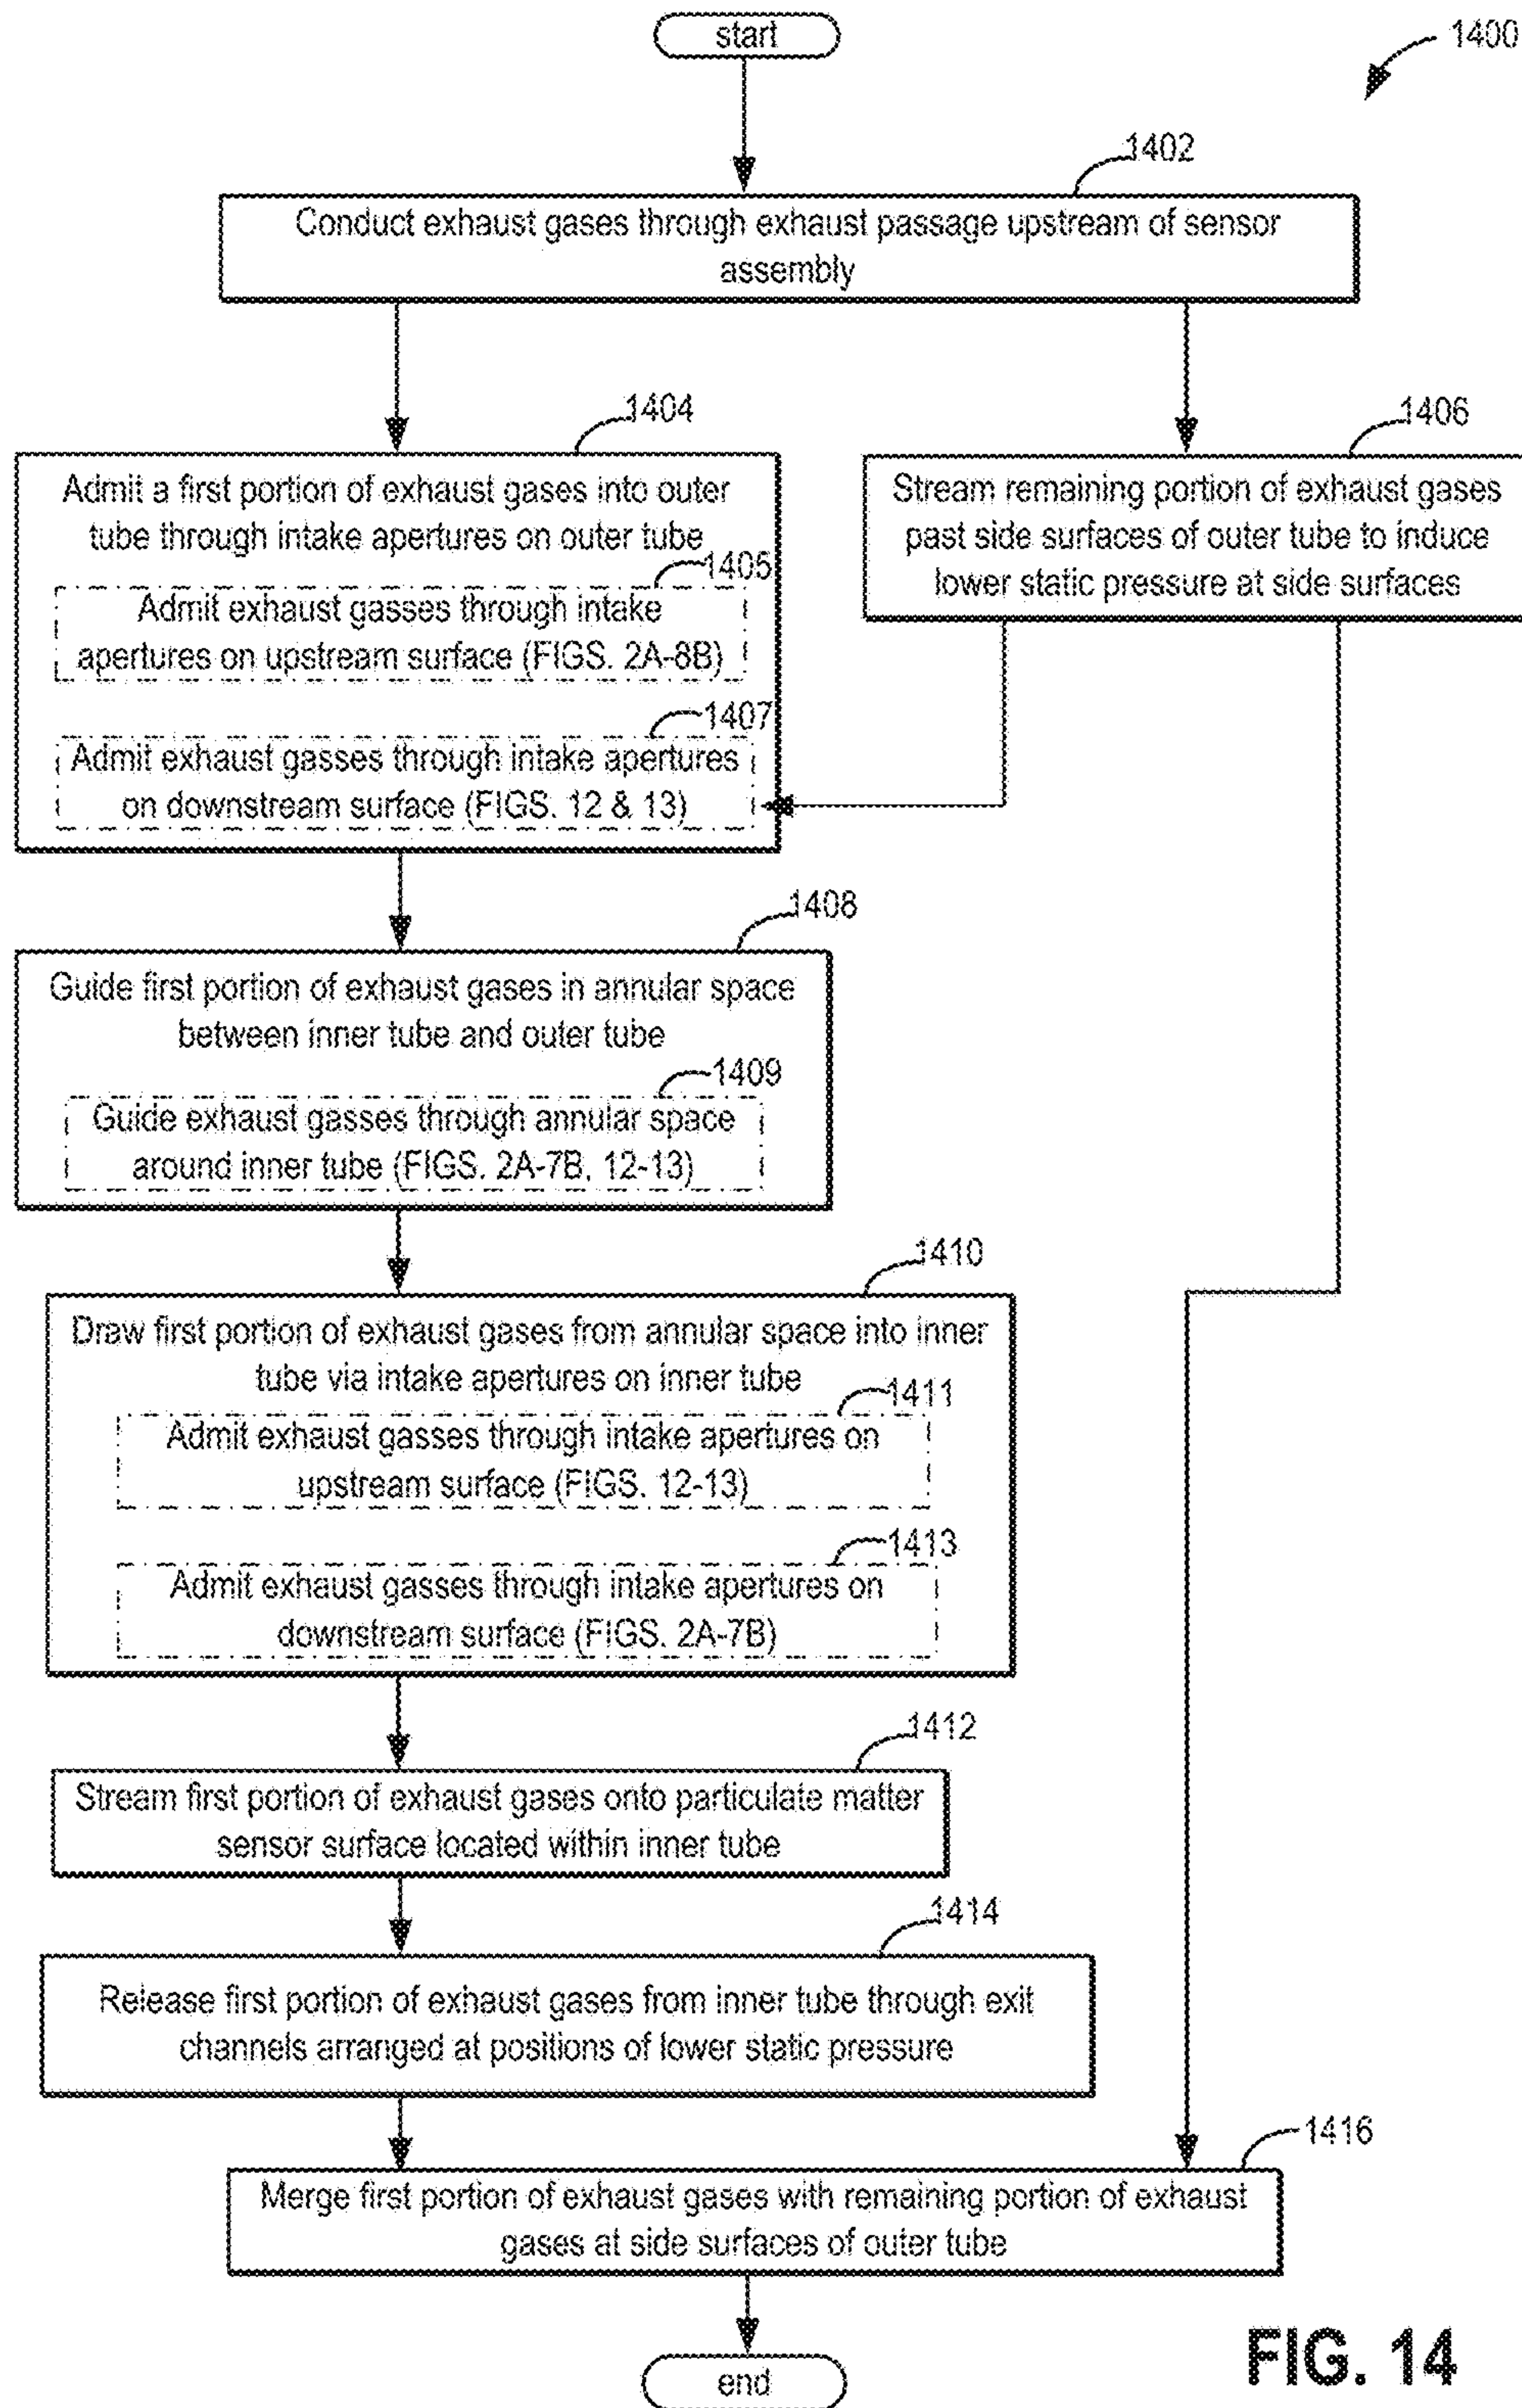 start
1400
1402
Conduct exhaust gases through exhaust passage upstream of sensor
assembly
1404
Admit a first portion of exhaust gases into outer
tube through intake apertures on outer tube
1405
Admit exhaust gasses through intake
apertures on upstream surface (FIGS. 2A-8B)
1407
Admit exhaust gasses through intake apertures
on downstream surface (FIGS. 12 & 13)
1406
Stream remaining portion of exhaust gases
past side surfaces of outer tube to induce
lower static pressure at side surfaces
1408
Guide first portion of exhaust gases in annular space
between inner tube and outer tube
1409
Guide exhaust gasses through annular space
around inner tube (FIGS. 2A-7B, 12-13)
1410
Draw first portion of exhaust gases from annular space into inner
tube via intake apertures on inner tube
1411
Admit exhaust gasses through intake apertures on
upstream surface (FIGS. 12-13)
1413
Admit exhaust gasses through intake apertures on
downstream surface (FIGS. 2A-7B)
1412
Stream first portion of exhaust gases onto particulate matter
sensor surface located within inner tube
1414
Release first portion of exhaust gases from inner tube through exit
channels arranged at positions of lower static pressure
1416
Merge first portion of exhaust gases with remaining portion of exhaust
gases at side surfaces of outer tube
end
FIG. 14